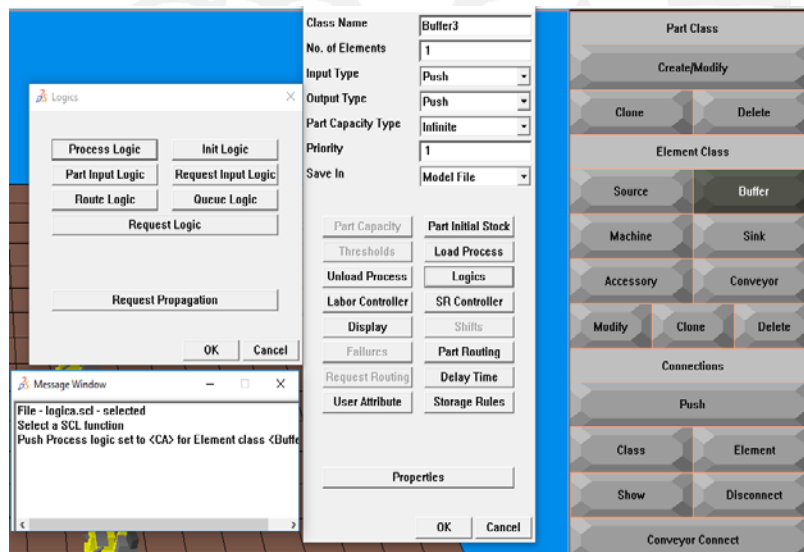 Logics
Process Logic
Init Logic
Part Input Logic
Request Input Logic
Route Logic
Queue Logic
Request Logic
Request Propagation
OK
Cancel
Message Window
File - logica.scl - selected
Select a SCL function
Push Process logic set to <CA> for Element class <Buffe
Class Name
Buffer3
No. of Elements
1
Input Type
Push
Output Type
Push
Part Capacity Type
Infinite
Priority
1
Save In
Model File
Part Capacity
Part Initial Stock
Thresholds
Load Process
Unload Process
Logics
Labor Controller
SR Controller
Display
Shifts
Failures
Part Routing
Request Routing
Delay Time
User Attribute
Storage Rules
Properties
OK
Cancel
Part Class
Create/Modify
Clone
Delete
Element Class
Source
Buffer
Machine
Sink
Accessory
Conveyor
Modify
Clone
Delete
Connections
Push
Class
Element
Show
Disconnect
Conveyor Connect